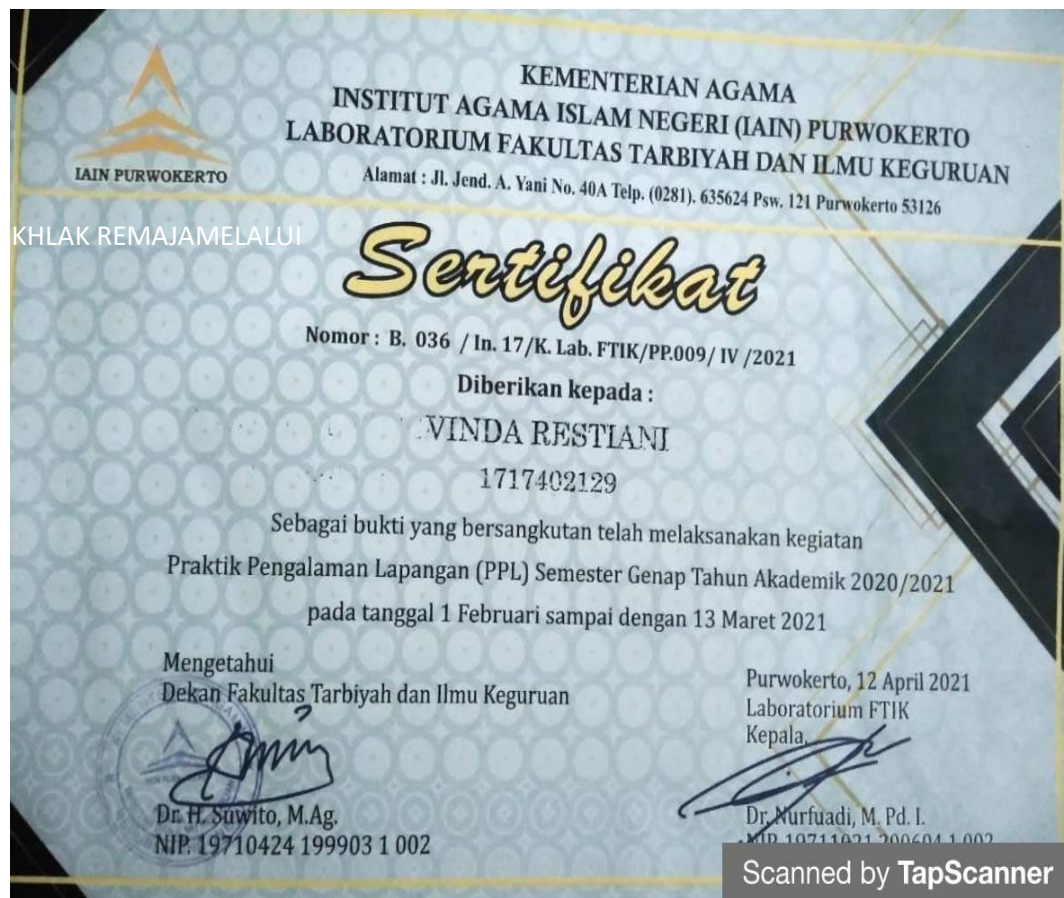 KEMENTERIAN AGAMA
INSTITUT AGAMA ISLAM NEGERI (IAIN) PURWOKERTO
LABORATORIUM FAKULTAS TARBIYAH DAN ILMU KEGURUAN
Alamat : Jl. Jend. A. Yani No. 40A Telp. (0281). 635624 Psw. 121 Purwokerto 53126
IAIN PURWOKERTO
KHLAK REMAJAMELALUI
Sertifikat
Nomor : B. 036 / In. 17/K. Lab. FTIK/PP.009/ IV /2021
Diberikan kepada :
VINDA RESTIANI
1717402129
Sebagai bukti yang bersangkutan telah melaksanakan kegiatan
Praktik Pengalaman Lapangan (PPL) Semester Genap Tahun Akademik 2020/2021
pada tanggal 1 Februari sampai dengan 13 Maret 2021
Mengetahui
Dekan Fakultas Tarbiyah dan Ilmu Keguruan
Dr. H. Suwito, M.Ag.
NIP. 19710424 199903 1 002
Purwokerto, 12 April 2021
Laboratorium FTIK
Kepala,
Dr. Nurfuadi, M. Pd. I.
NIP. 19711021 200604 1 002
Scanned by TapScanner